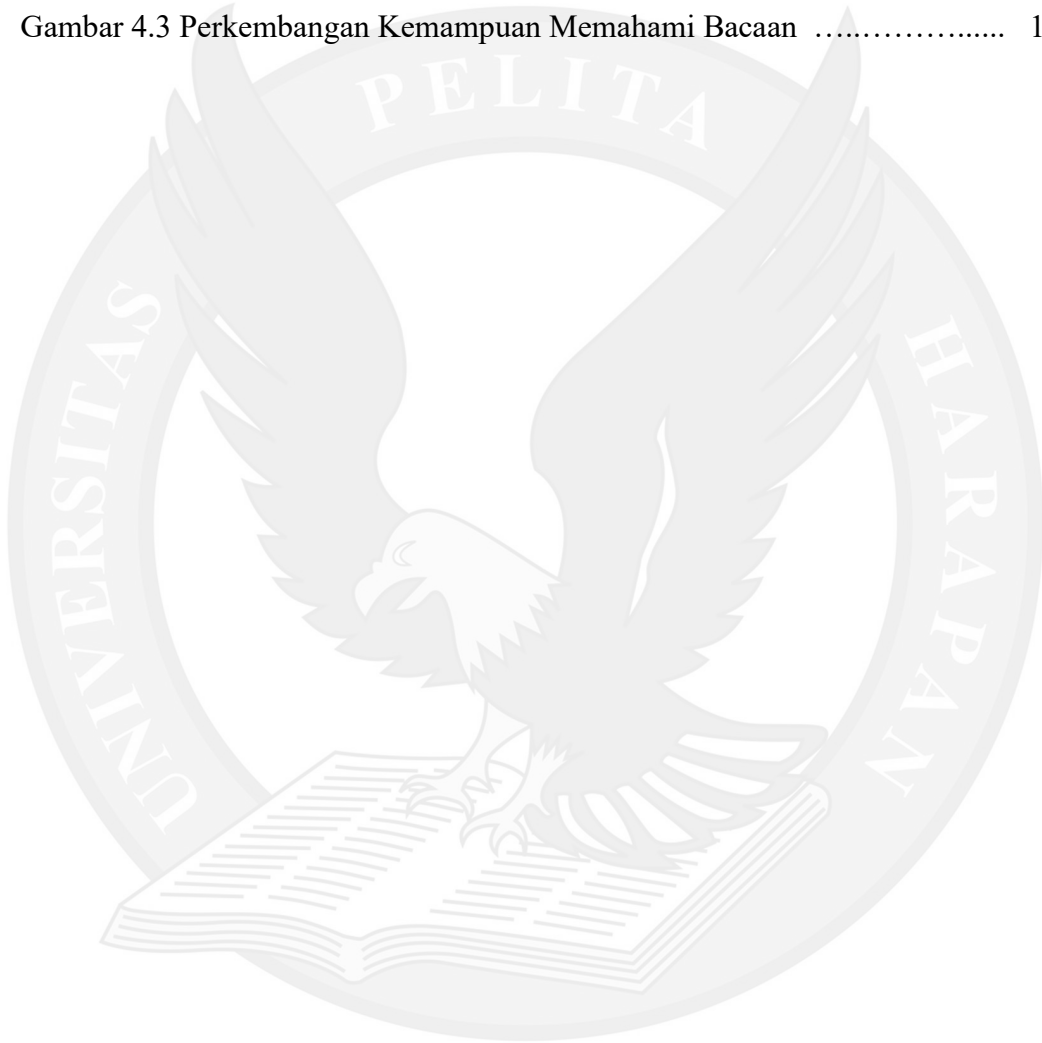 Gambar 4.3 Perkembangan Kemampuan Memahami Bacaan …..………...... 1
UNIVERSITAS PELITA HARAPAN